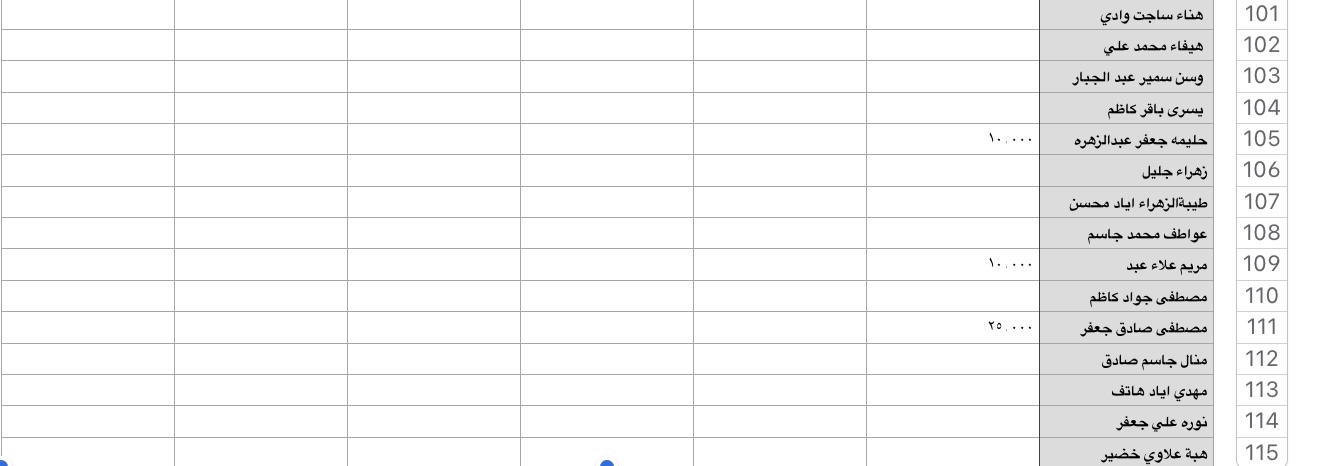 101 هناء ساجت وادي
102 هيفاء محمد علي
103 وسن سمير عبد الجبار
104 يسرى باقر كاظم
105 حليمه جعفر عبدالزهره ١٠.٠٠٠
106 زهراء جليل
107 طيبةالزهراء اياد محسن
108 عواطف محمد جاسم
109 مريم علاء عبد ١٠.٠٠٠
110 مصطفى جواد كاظم
111 مصطفى صادق جعفر ٢٥.٠٠٠
112 منال جاسم صادق
113 مهدي اياد هاتف
114 نوره علي جعفر
115 هبة علاوي خضير